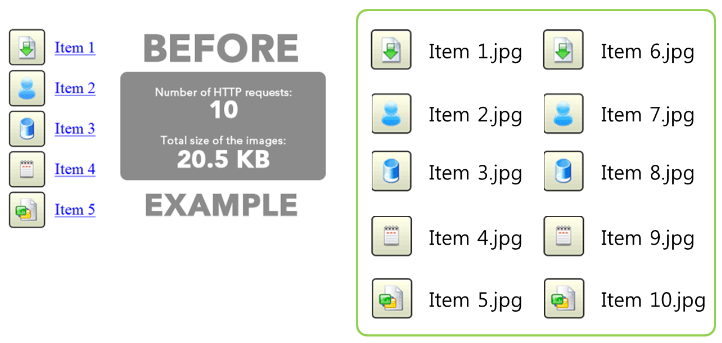 Item 1
Item 2
Item 3
Item 4
Item 5
BEFORE
Number of HTTP requests:
10
Total size of the images:
20.5 KB
EXAMPLE
Item 1.jpg
Item 6.jpg
Item 2.jpg
Item 7.jpg
Item 3.jpg
Item 8.jpg
Item 4.jpg
Item 9.jpg
Item 5.jpg
Item 10.jpg